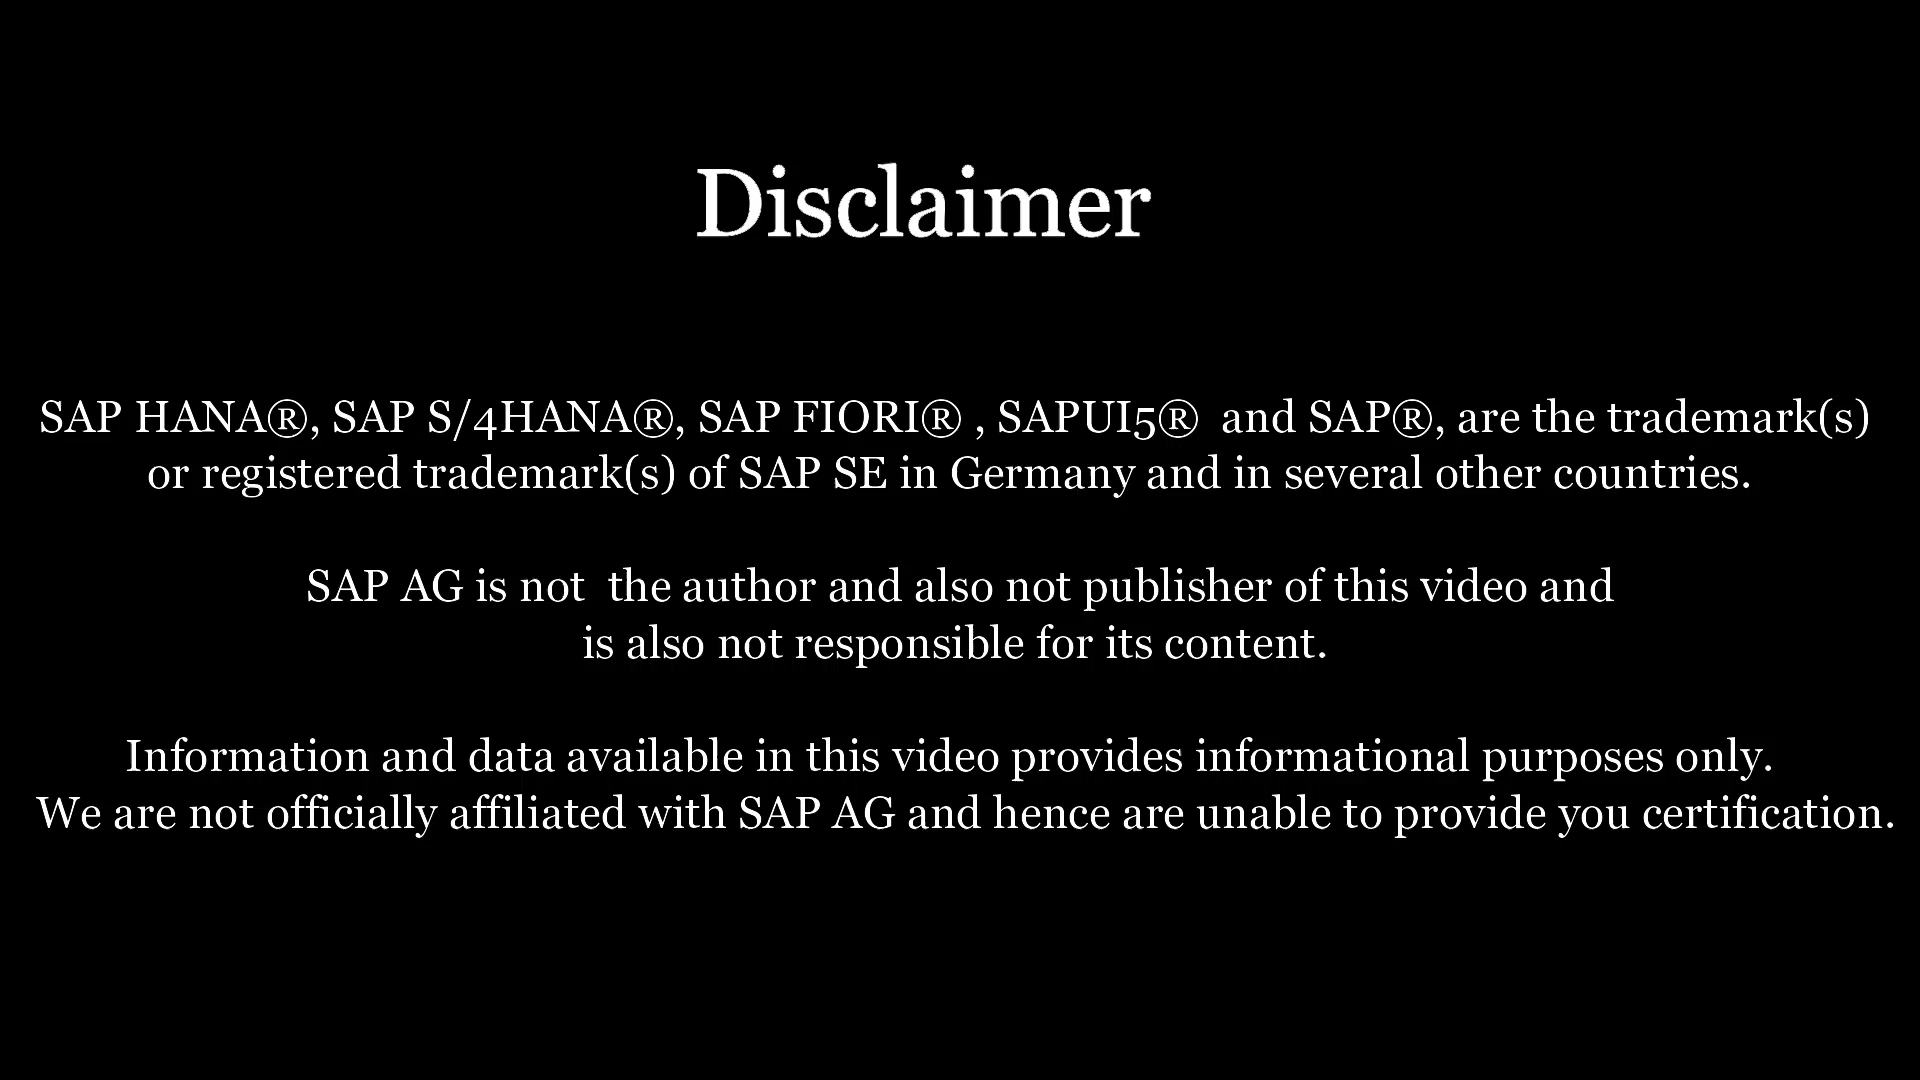 Disclaimer
SAP HANA®, SAP S/4HANA®, SAP FIORI® , SAPUI5®  and SAP®, are the trademark(s)
or registered trademark(s) of SAP SE in Germany and in several other countries.
SAP AG is not  the author and also not publisher of this video and
is also not responsible for its content.
Information and data available in this video provides informational purposes only.
We are not officially affiliated with SAP AG and hence are unable to provide you certification.